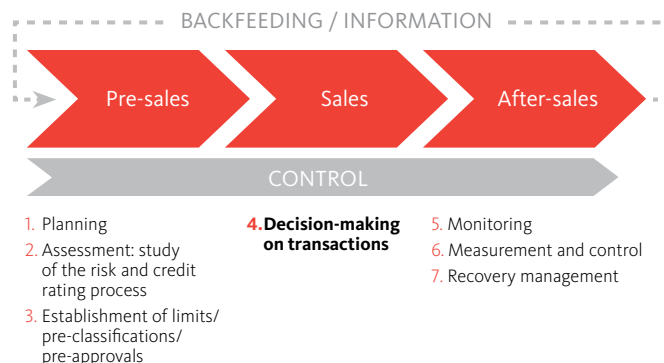 BACKFEEDING / INFORMATION
Pre-sales
Sales
After-sales
CONTROL
1. Planning
2. Assessment: study
of the risk and credit
rating process
3. Establishment of limits/
pre-classifications/
pre-approvals
4. Decision-making
on transactions
5. Monitoring
6. Measurement and control
7. Recovery management